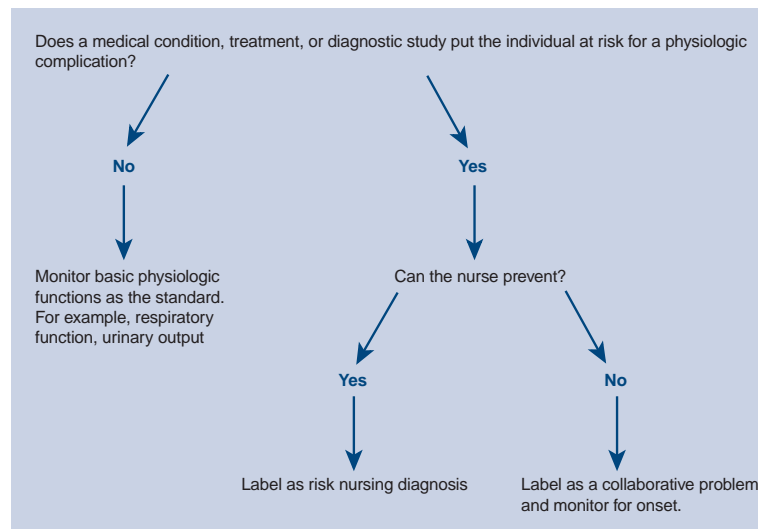 Does a medical condition, treatment, or diagnostic study put the individual at risk for a physiologic
complication?
No
Yes
Monitor basic physiologic
functions as the standard.
For example, respiratory
function, urinary output
Can the nurse prevent?
Yes
No
Label as risk nursing diagnosis
Label as a collaborative problem
and monitor for onset.